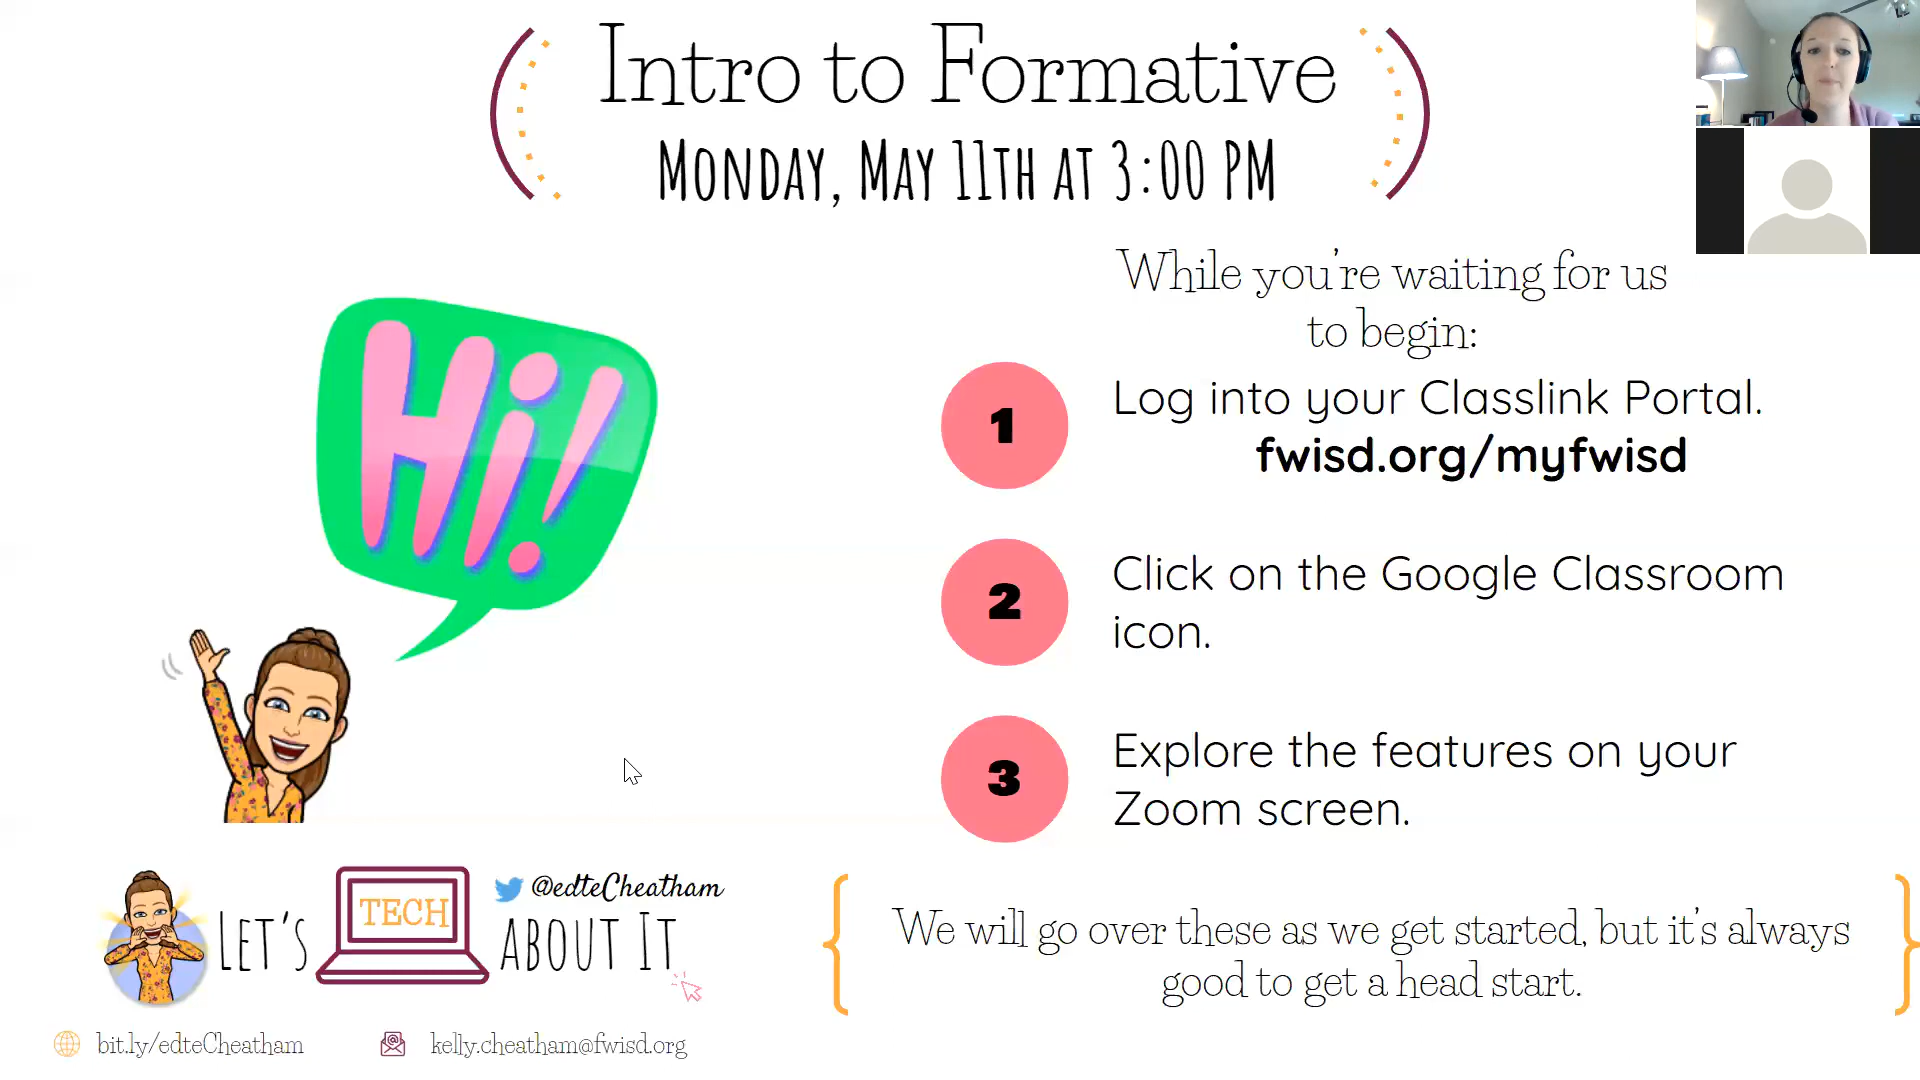 Intro to Formative
Monday, May 11th at 3:00 PM
While you're waiting for us
to begin:
Hi!
1
Log into your Classlink Portal.
fwisd.org/myfwisd
2
Click on the Google Classroom
icon.
3
Explore the features on your
Zoom screen.
@edteCheatham
Let's TECH about It
We will go over these as we get started, but it's always
good to get a head start.
bit.ly/edteCheatham
kelly.cheatham@fwisd.org